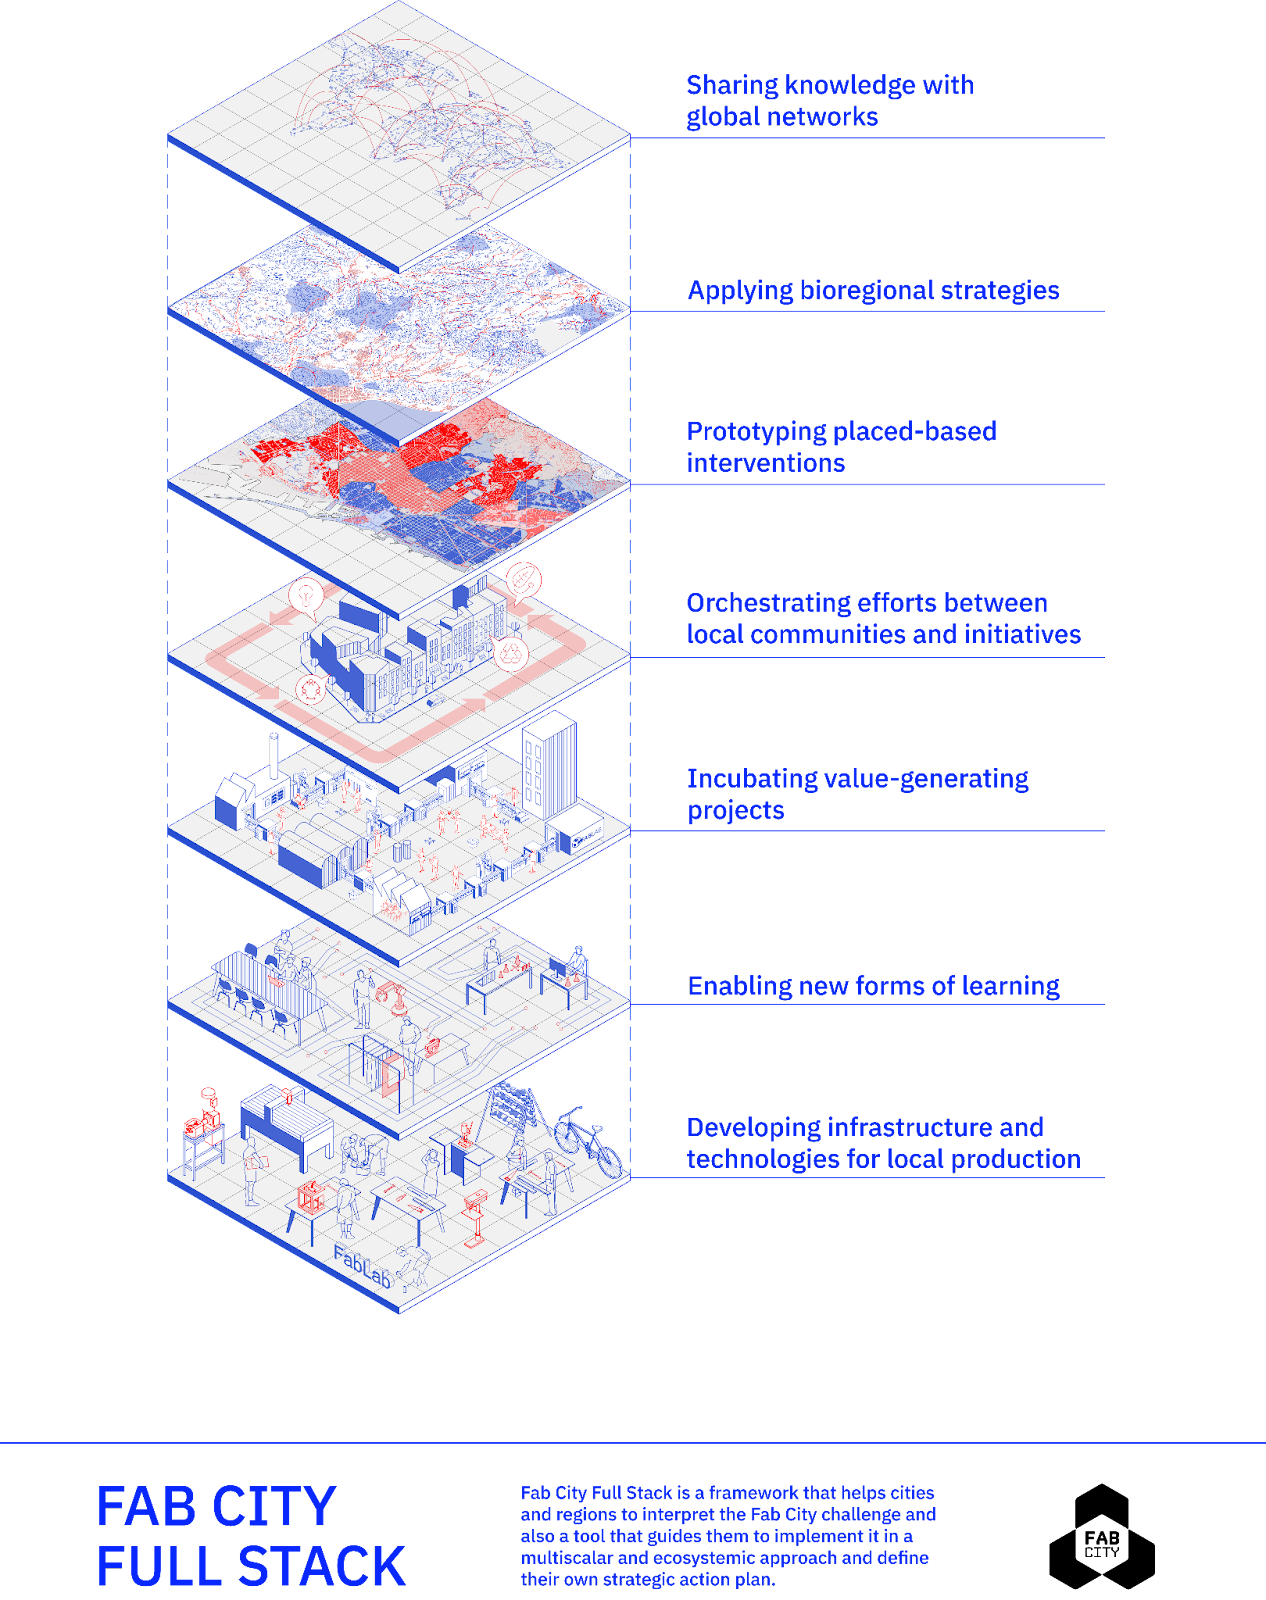 Sharing knowledge with
global networks
Applying bioregional strategies
Prototyping placed-based
interventions
Orchestrating efforts between
local communities and initiatives
Incubating value-generating
projects
Enabling new forms of learning
Developing infrastructure and
technologies for local production
FabLab
FAB CITY
FULL STACK
Fab City Full Stack is a framework that helps cities
and regions to interpret the Fab City challenge and
also a tool that guides them to implement it in a
multiscalar and ecosystemic approach and define
their own strategic action plan.
FAB
CITY